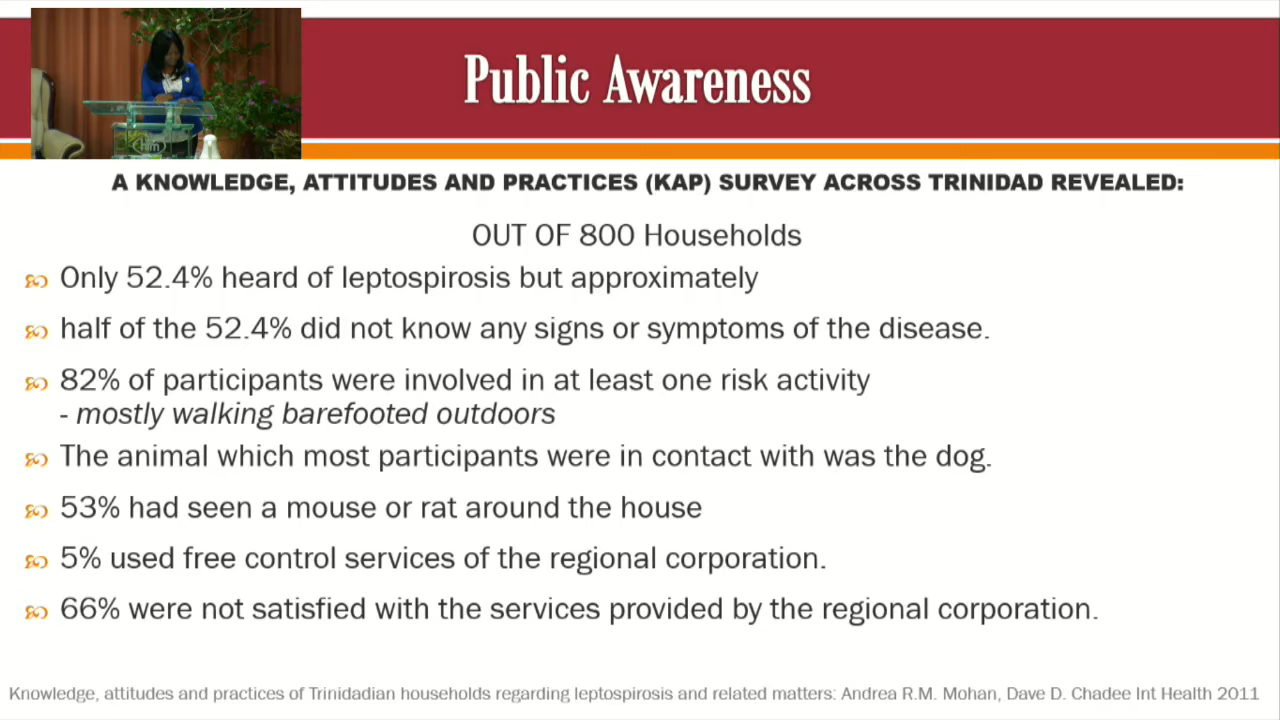 Public Awareness
A KNOWLEDGE, ATTITUDES AND PRACTICES (KAP) SURVEY ACROSS TRINIDAD REVEALED:
OUT OF 800 Households
Only 52.4% heard of leptospirosis but approximately
half of the 52.4% did not know any signs or symptoms of the disease.
82% of participants were involved in at least one risk activity
- mostly walking barefooted outdoors
The animal which most participants were in contact with was the dog.
53% had seen a mouse or rat around the house
5% used free control services of the regional corporation.
66% were not satisfied with the services provided by the regional corporation.
Knowledge, attitudes and practices of Trinidadian households regarding leptospirosis and related matters: Andrea R.M. Mohan, Dave D. Chadee Int Health 2011